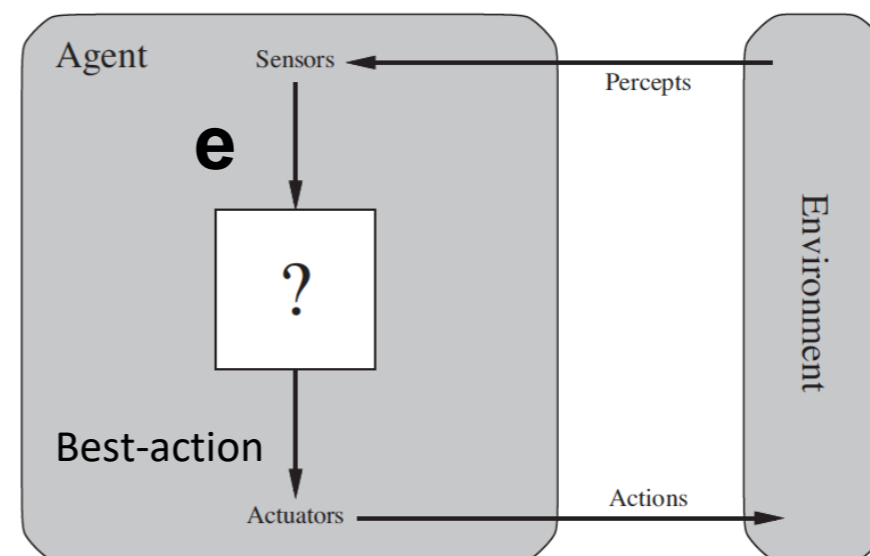 Agent
Sensors
Percepts
e
?
Environment
Best-action
Actuators
Actions